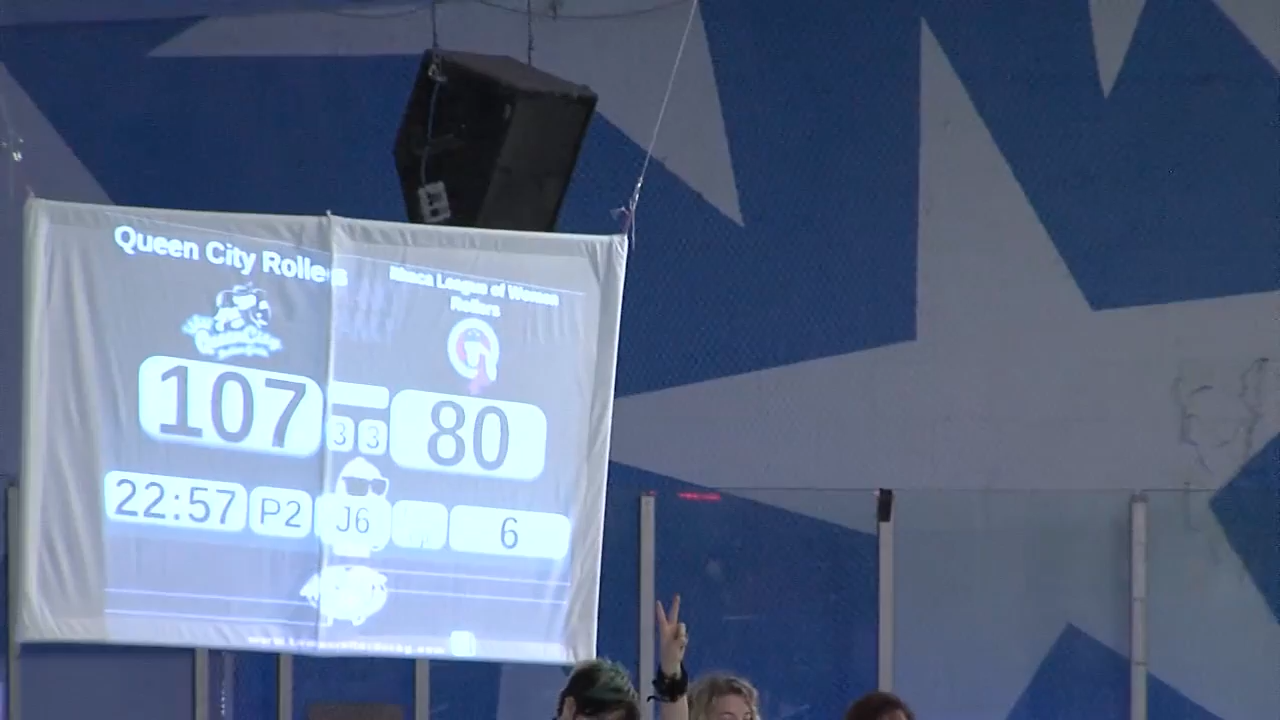 Queen City Rollers
Ithaca League of Women
Rollers
107
80
3 3
22:57 P2 J6 6